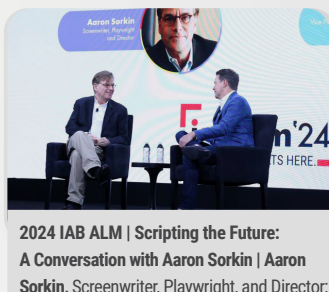 Aaron Sorkin
Screenwriter, Playwright
and Director
'24
TS HERE.
2024 IAB ALM | Scripting the Future:
A Conversation with Aaron Sorkin | Aaron
Sorkin, Screenwriter, Playwright, and Director;